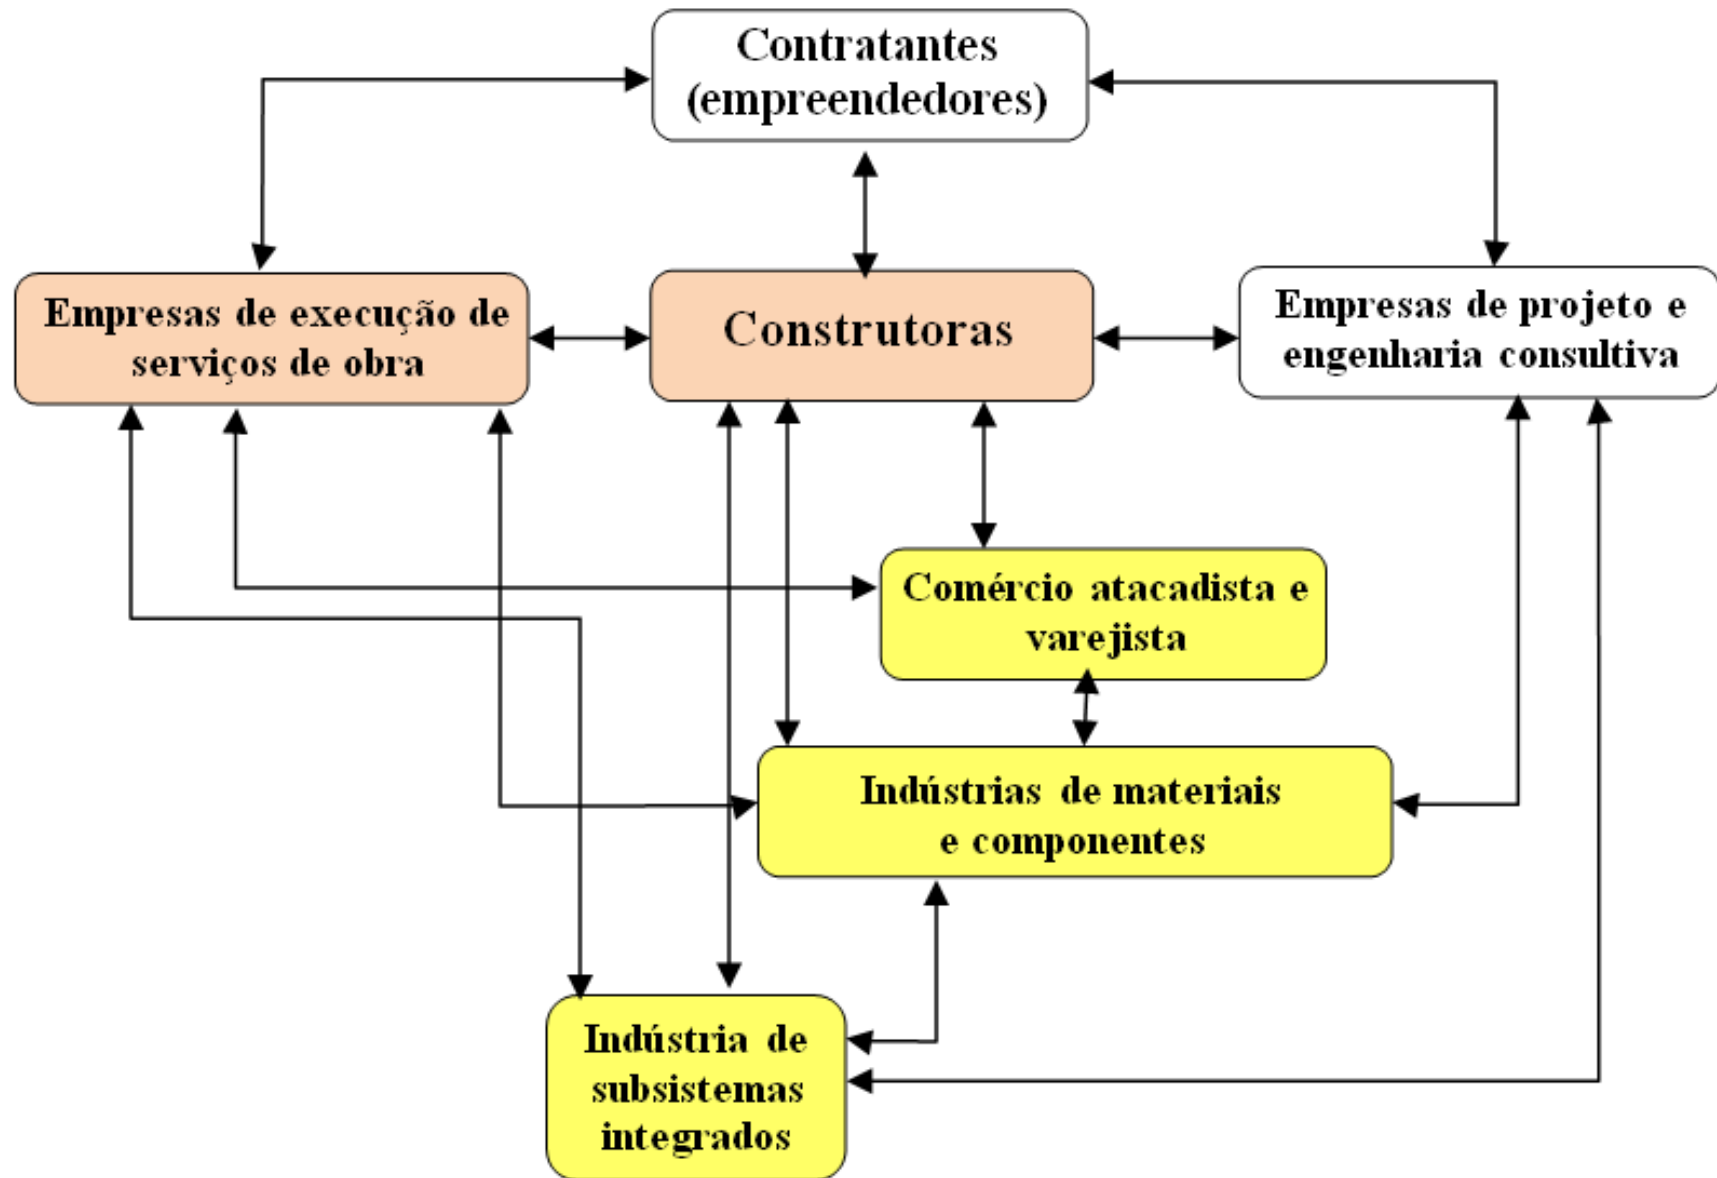 Contratantes
(empreendedores)
Empresas de execução de
serviços de obra
Construtoras
Empresas de projeto e
engenharia consultiva
Comércio atacadista e
varejista
Indústrias de materiais
e componentes
Indústria de
subsistemas
integrados